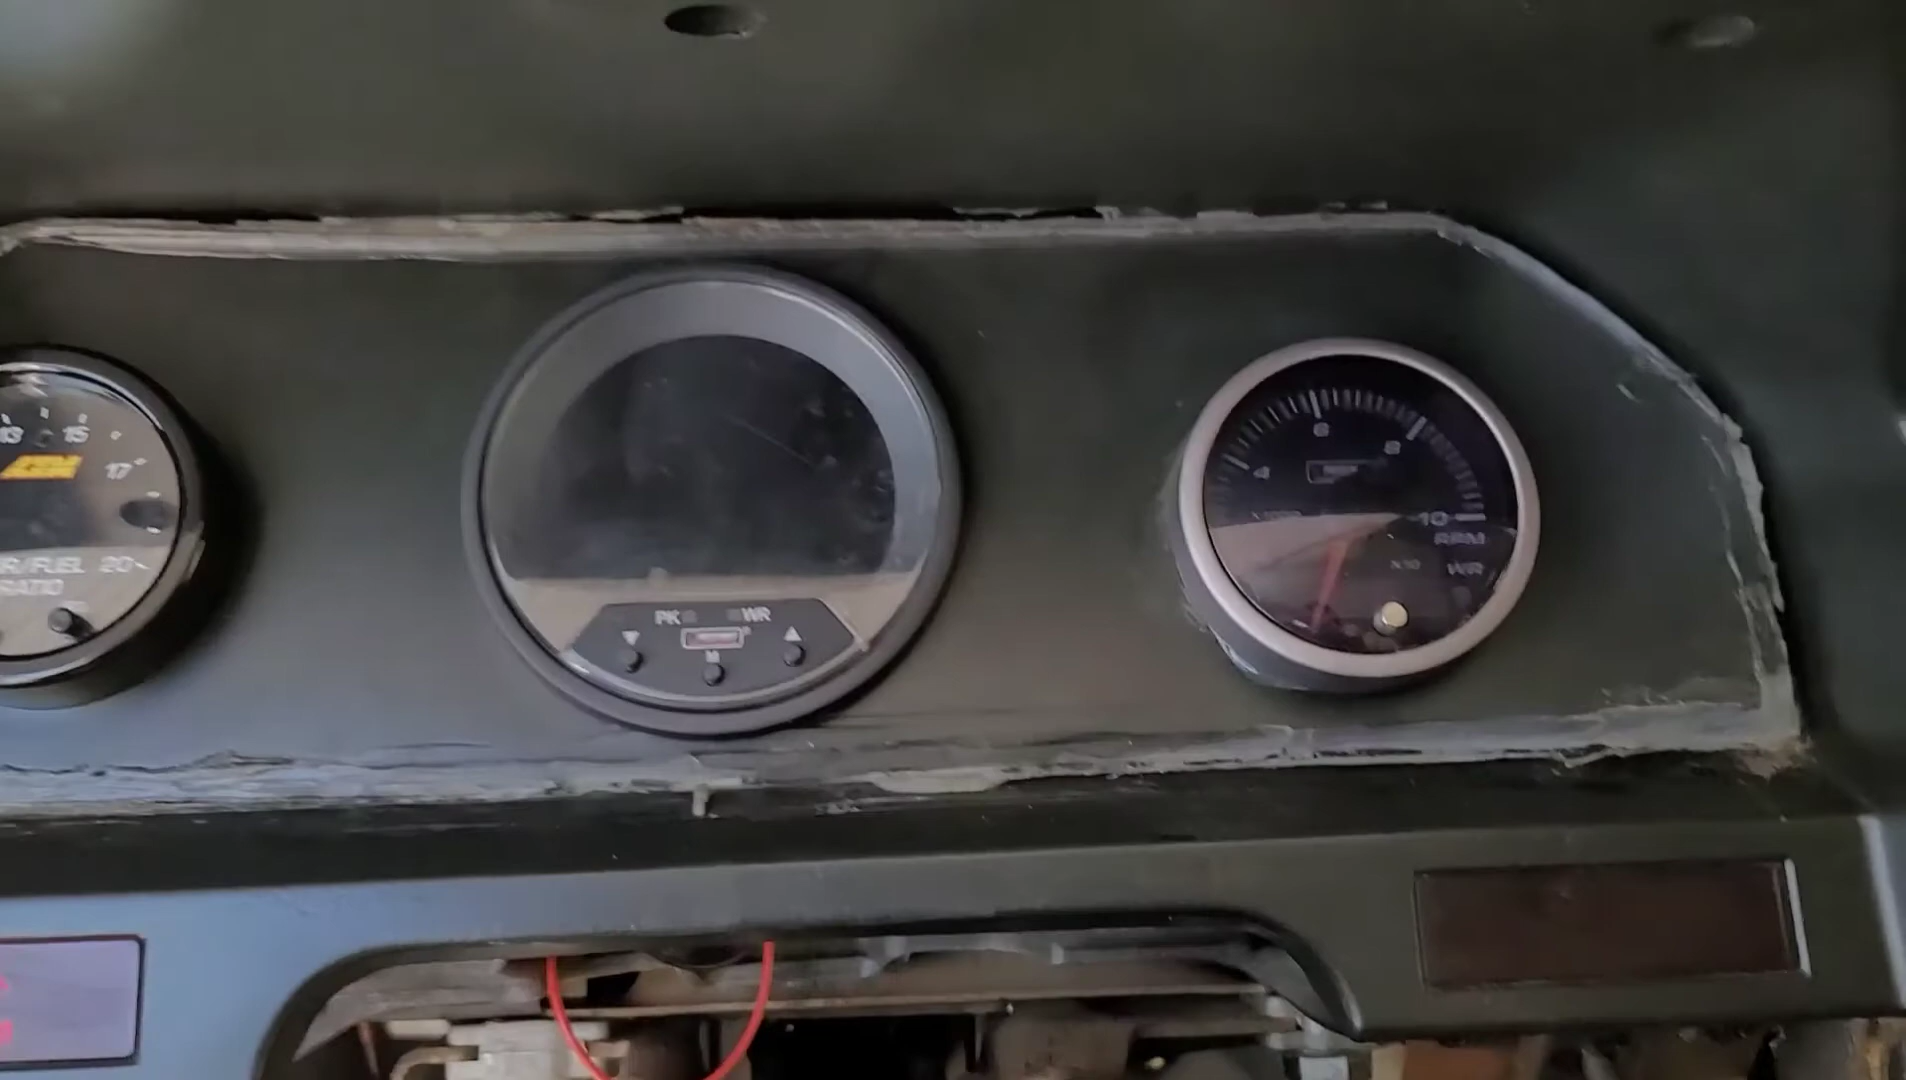 13 15
AEM
17
R/FUEL 20
RATIO
PK WR
M
4 6 8 10
RPM
X10 WR